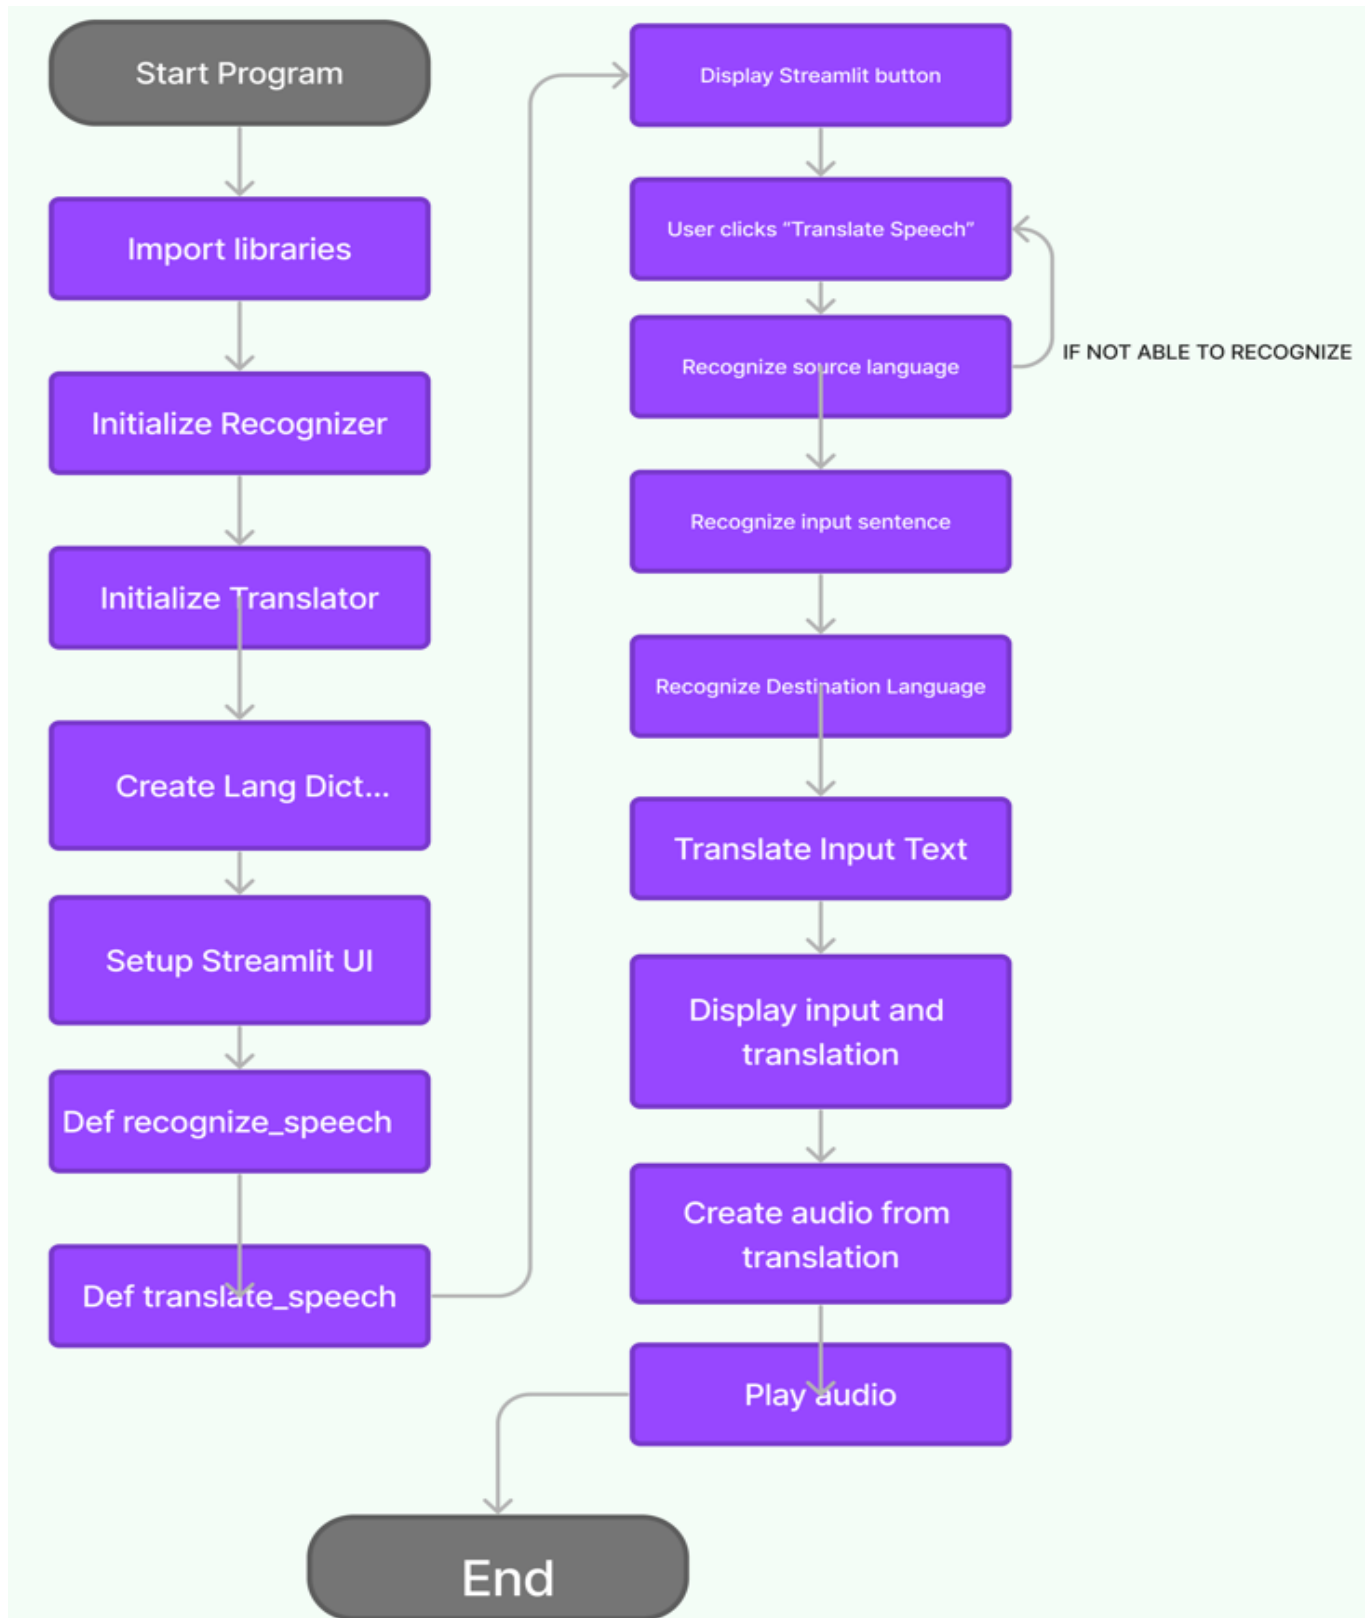 Start Program
Import libraries
Initialize Recognizer
Initialize Translator
Create Lang Dict...
Setup Streamlit UI
Def recognize_speech
Def translate_speech
Display Streamlit button
User clicks “Translate Speech”
Recognize source language
IF NOT ABLE TO RECOGNIZE
Recognize input sentence
Recognize Destination Language
Translate Input Text
Display input and
translation
Create audio from
translation
Play audio
End